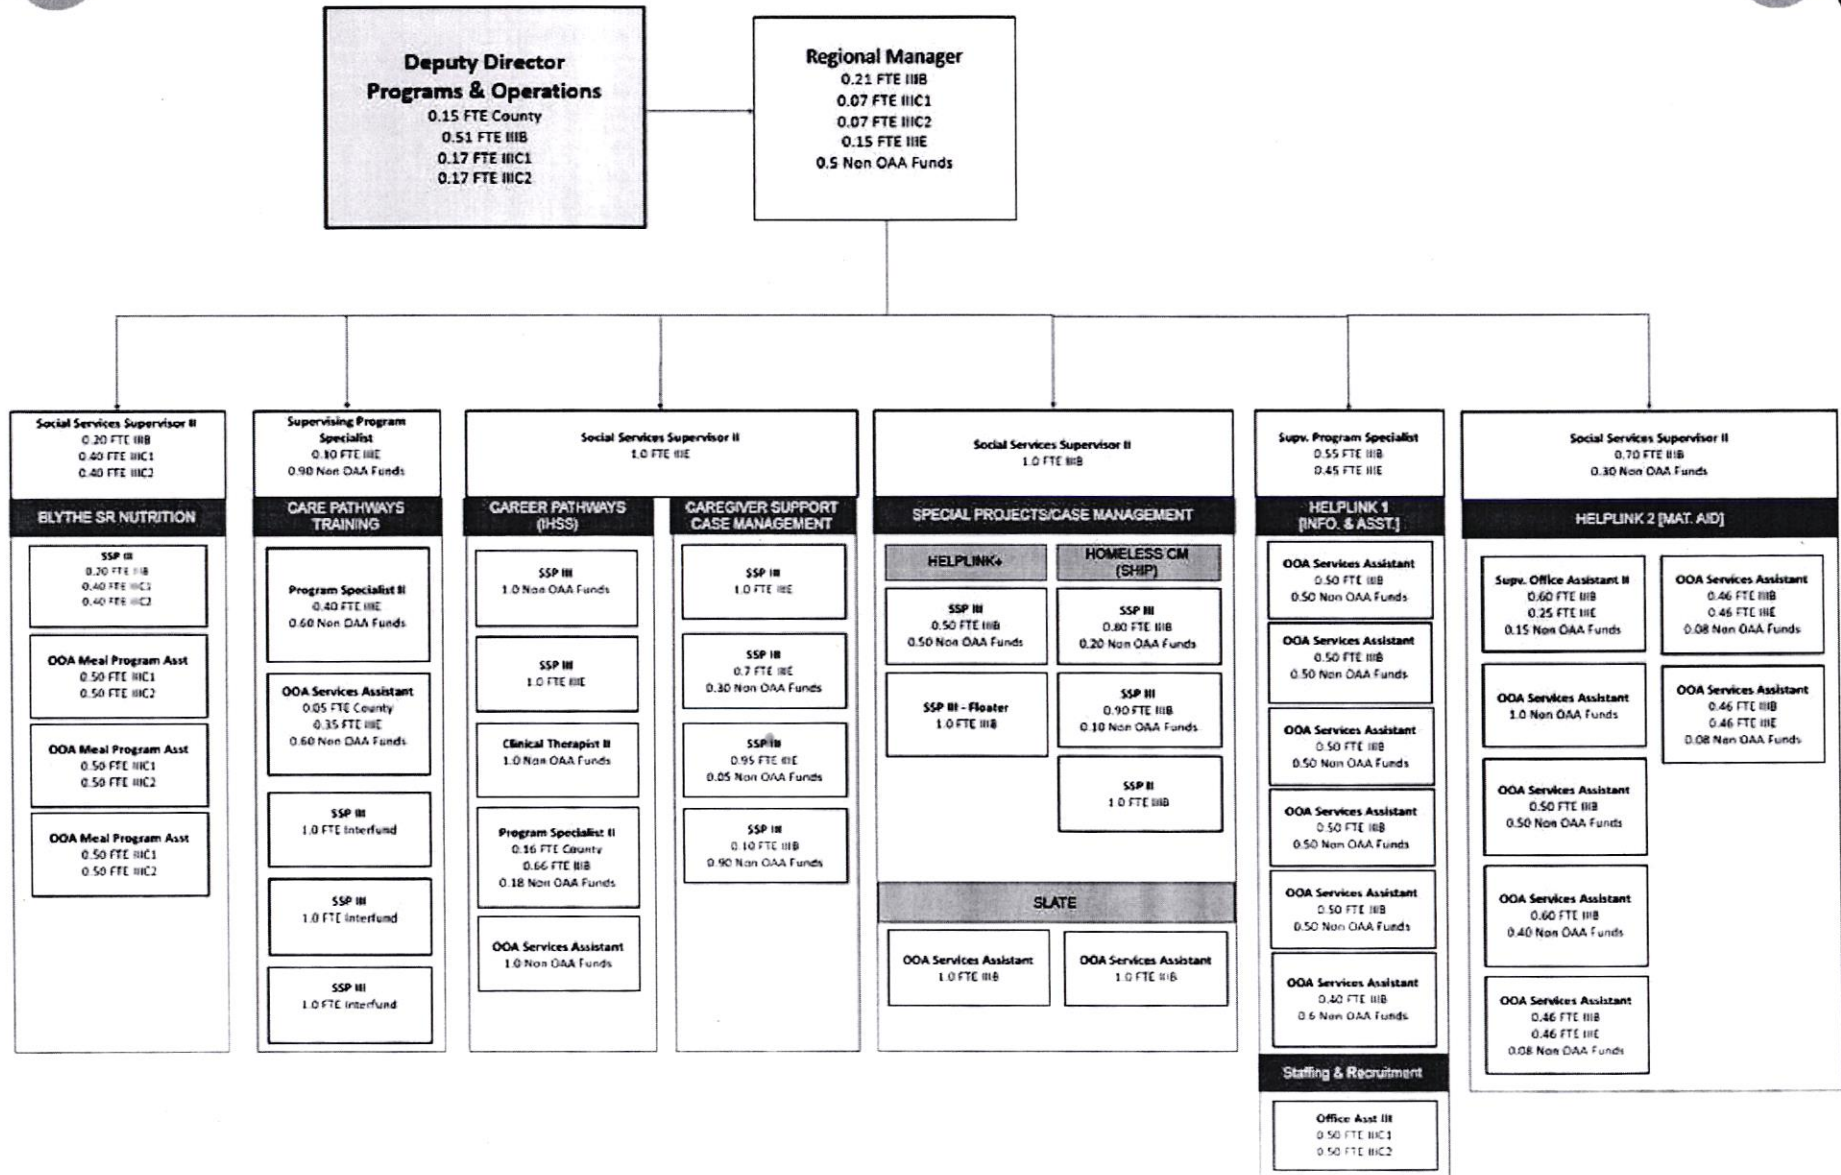 Deputy Director
Programs & Operations
0.15 FTE County
0.51 FTE IIIB
0.17 FTE IIIC1
0.17 FTE IIIC2
Regional Manager
0.21 FTE IIIB
0.07 FTE IIIC1
0.07 FTE IIIC2
0.15 FTE IIIE
0.5 Non OAA Funds
Social Services Supervisor II
0.20 FTE IIIB
0.40 FTE IIIC1
0.40 FTE IIIC2
BLYTHE SR NUTRITION
SSP III
0.20 FTE IIIB
0.40 FTE IIIC1
0.40 FTE IIIC2
OOA Meal Program Asst
0.50 FTE IIIC1
0.50 FTE IIIC2
OOA Meal Program Asst
0.50 FTE IIIC1
0.50 FTE IIIC2
OOA Meal Program Asst
0.50 FTE IIIC1
0.50 FTE IIIC2
Supervising Program
Specialist
0.10 FTE IIIE
0.90 Non OAA Funds
CARE PATHWAYS
TRAINING
Program Specialist II
0.40 FTE IIIE
0.60 Non OAA Funds
OOA Services Assistant
0.05 FTE County
0.35 FTE IIIE
0.60 Non OAA Funds
SSP III
1.0 FTE Interfund
SSP III
1.0 FTE Interfund
SSP III
1.0 FTE Interfund
Social Services Supervisor II
1.0 FTE IIIE
CAREER PATHWAYS
(IHSS)
SSP III
1.0 Non OAA Funds
SSP III
1.0 FTE IIIE
Clinical Therapist II
1.0 Non OAA Funds
Program Specialist II
0.16 FTE County
0.66 FTE IIIB
0.18 Non OAA Funds
OOA Services Assistant
1.0 Non OAA Funds
CAREGIVER SUPPORT
CASE MANAGEMENT
SSP III
1.0 FTE IIIE
SSP III
0.7 FTE IIIE
0.30 Non OAA Funds
SSP III
0.95 FTE IIIE
0.05 Non OAA Funds
SSP III
0.10 FTE IIIB
0.90 Non OAA Funds
Social Services Supervisor II
1.0 FTE IIIB
SPECIAL PROJECTS/CASE MANAGEMENT
HELPLINK+
SSP III
0.50 FTE IIIB
0.50 Non OAA Funds
SSP III - Floater
1.0 FTE IIIB
HOMELESS CM
(SHIP)
SSP III
0.80 FTE IIIB
0.20 Non OAA Funds
SSP III
0.90 FTE IIIB
0.10 Non OAA Funds
SSP II
1.0 FTE IIIB
SLATE
OOA Services Assistant
1.0 FTE IIIB
OOA Services Assistant
1.0 FTE IIIB
Supv. Program Specialist
0.55 FTE IIIB
0.45 FTE IIIE
HELPLINK 1
[INFO. & ASST.]
OOA Services Assistant
0.50 FTE IIIB
0.50 Non OAA Funds
OOA Services Assistant
0.50 FTE IIIB
0.50 Non OAA Funds
OOA Services Assistant
0.50 FTE IIIB
0.50 Non OAA Funds
OOA Services Assistant
0.50 FTE IIIB
0.50 Non OAA Funds
OOA Services Assistant
0.50 FTE IIIB
0.50 Non OAA Funds
OOA Services Assistant
0.40 FTE IIIB
0.6 Non OAA Funds
Staffing & Recruitment
Office Asst III
0.50 FTE IIIC1
0.50 FTE IIIC2
Social Services Supervisor II
0.70 FTE IIIB
0.30 Non OAA Funds
HELPLINK 2 [MAT. AID]
Supv. Office Assistant II
0.60 FTE IIIB
0.25 FTE IIIE
0.15 Non OAA Funds
OOA Services Assistant
1.0 Non OAA Funds
OOA Services Assistant
0.50 FTE IIIB
0.50 Non OAA Funds
OOA Services Assistant
0.60 FTE IIIB
0.40 Non OAA Funds
OOA Services Assistant
0.46 FTE IIIB
0.46 FTE IIIE
0.08 Non OAA Funds
OOA Services Assistant
0.46 FTE IIIB
0.46 FTE IIIE
0.08 Non OAA Funds
OOA Services Assistant
0.46 FTE IIIB
0.46 FTE IIIE
0.08 Non OAA Funds